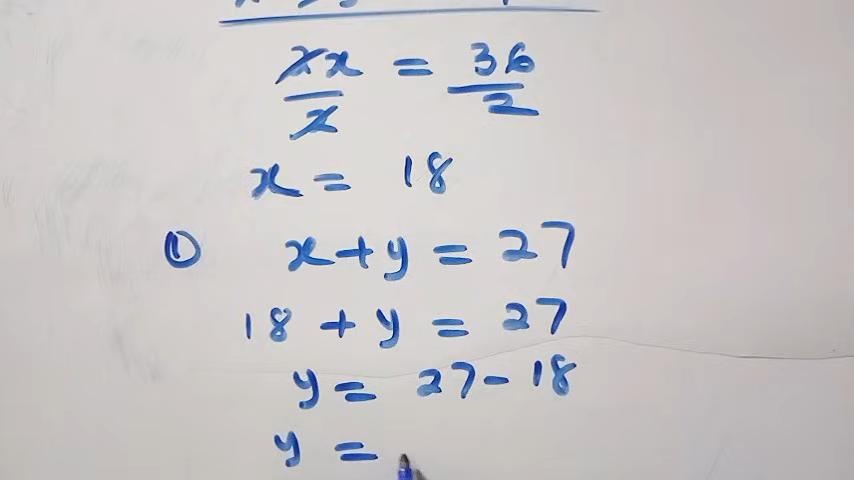 2x = 36
2 2
x = 18
① x + y = 27
18 + y = 27
y = 27 - 18
y =